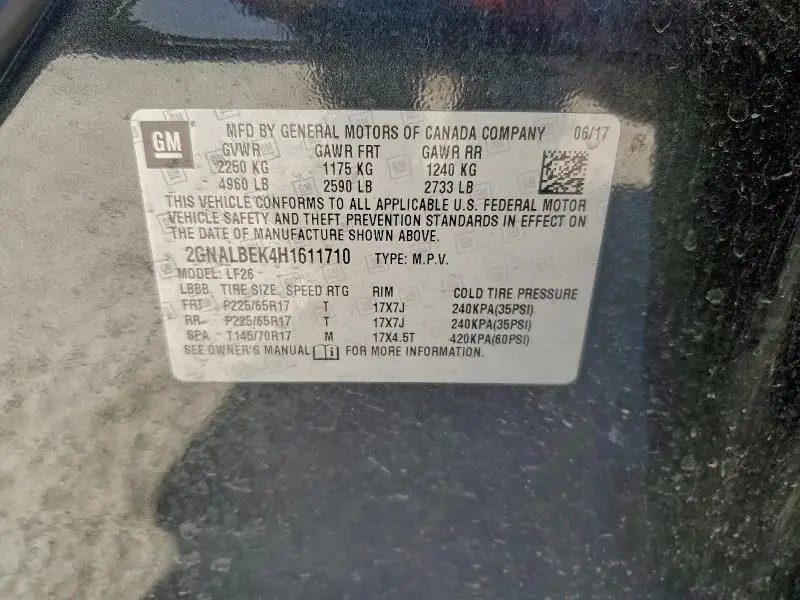 GM
MFD BY GENERAL MOTORS OF CANADA COMPANY 06/17
GVWR GAWR FRT GAWR RR
2250 KG 1175 KG 1240 KG
4960 LB 2590 LB 2733 LB
THIS VEHICLE CONFORMS TO ALL APPLICABLE U.S. FEDERAL MOTOR
VEHICLE SAFETY AND THEFT PREVENTION STANDARDS IN EFFECT ON
THE DATE OF MANUFACTURE SHOWN ABOVE.
2GNALBEK4H1611710 TYPE: M.P.V.
MODEL: LF26
LBBB TIRE SIZE SPEED RTG RIM COLD TIRE PRESSURE
FRT P225/65R17 T 17X7J 240KPA(35PSI)
RR P225/65R17 T 17X7J 240KPA(35PSI)
SPA T145/70R17 M 17X4.5T 420KPA(60PSI)
SEE OWNER'S MANUAL FOR MORE INFORMATION.